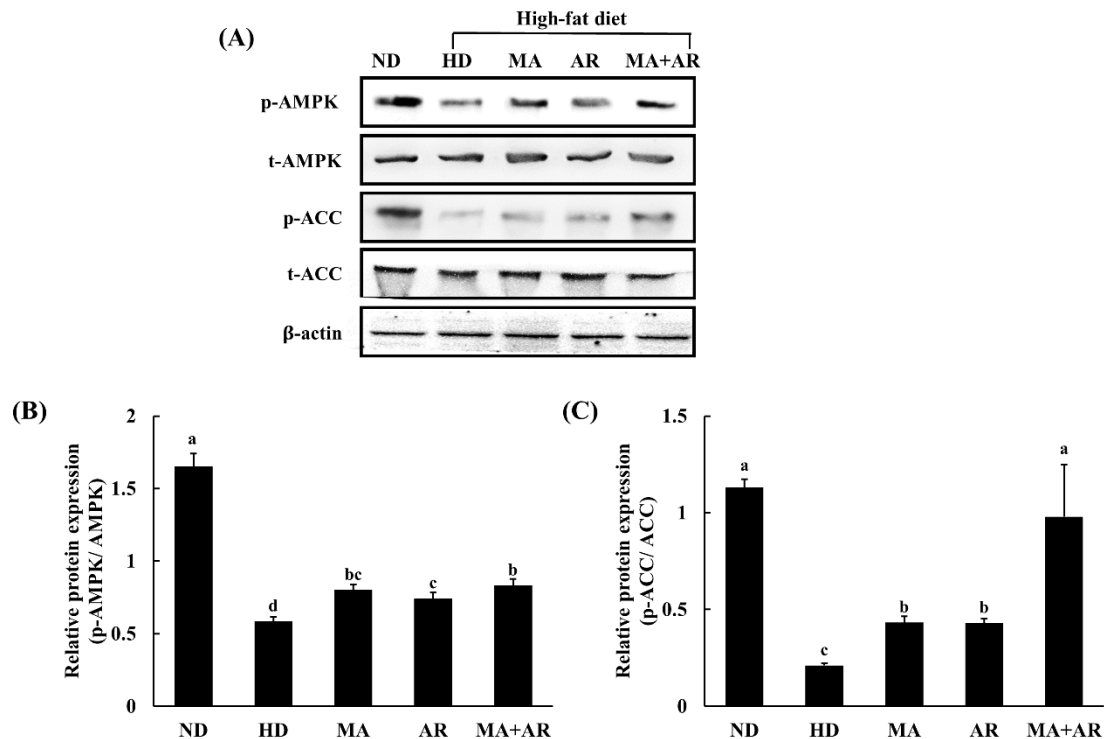 High-fat diet
(A)
ND HD MA AR MA+AR
p-AMPK
t-AMPK
p-ACC
t-ACC
β-actin
(B)
Relative protein expression
(p-AMPK/ AMPK)
2
1.5
1
0.5
0
a
d
bc
c
b
ND HD MA AR MA+AR
(C)
Relative protein expression
(p-ACC/ ACC)
1.5
1
0.5
0
a
c
b
b
a
ND HD MA AR MA+AR